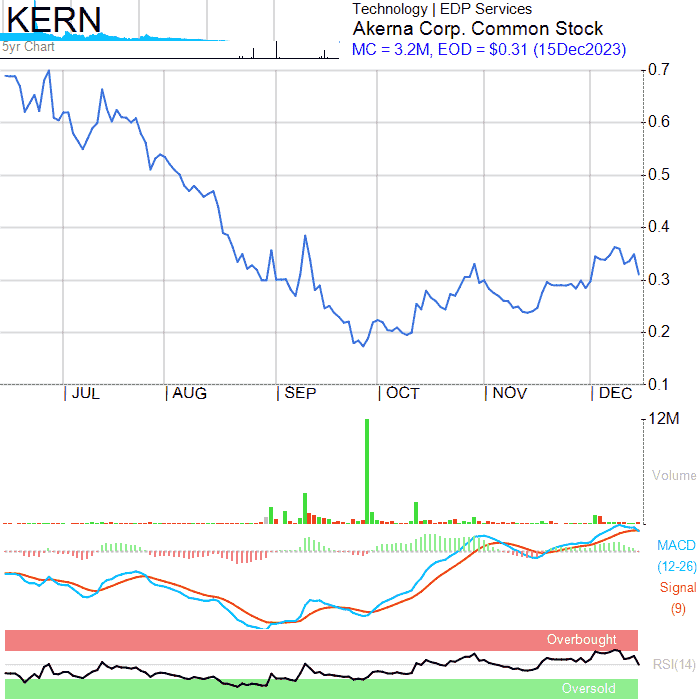 KERN
5yr Chart
Technology | EDP Services
Akerna Corp. Common Stock
MC = 3.2M, EOD = $0.31 (15Dec2023)
0.7
0.6
0.5
0.4
0.3
0.2
0.1
JUL AUG SEP OCT NOV DEC
12M
Volume
MACD
(12-26)
Signal
(9)
Overbought
RSI(14)
Oversold